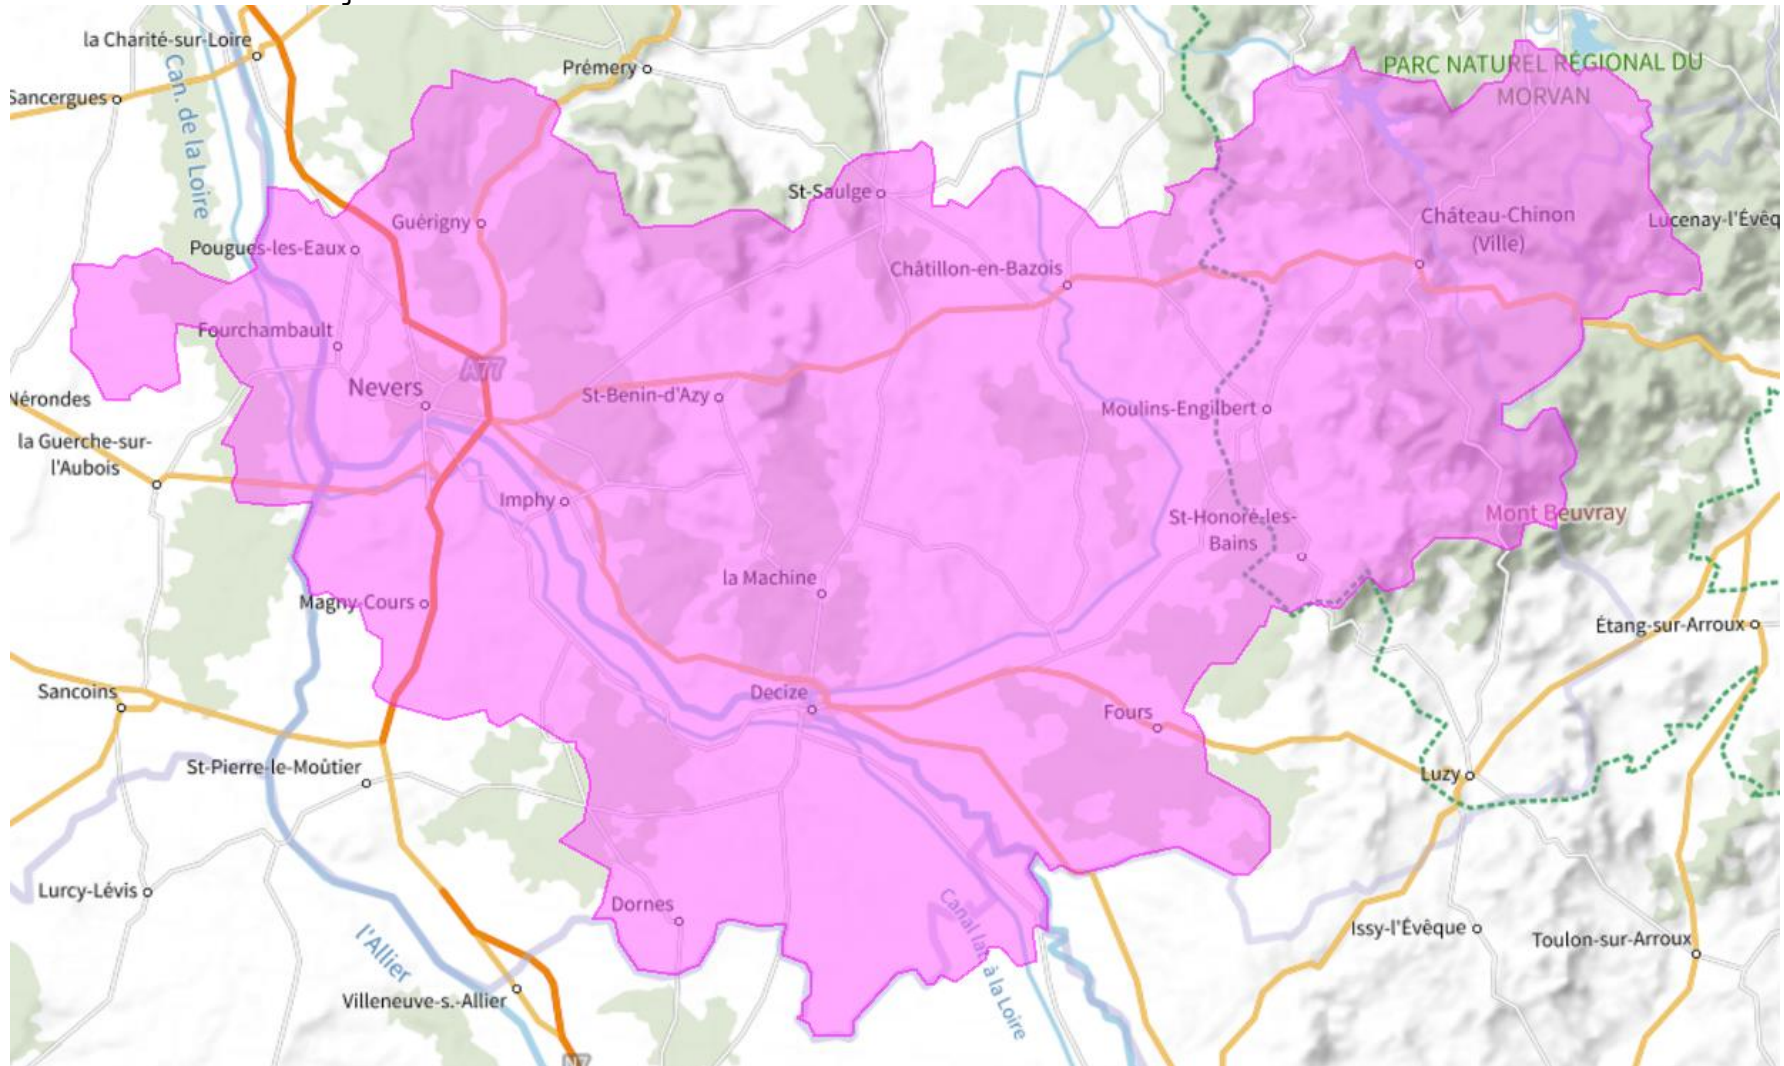 la Charité-sur-Loire
Prémery
PARC NATUREL RÉGIONAL DU
MORVAN
Sancergues
Can. de la Loire
St-Saulge
Guérigny
Château-Chinon
(Ville)
Lucenay-l'Évêq
Pougues-les-Eaux
Châtillon-en-Bazois
Fourchambault
A77
Nevers
St-Benin-d'Azy
Nérondes
Moulins-Engilbert
la Guerche-sur-
l'Aubois
Imphy
St-Honoré-les-
Bains
Mont Beuvray
la Machine
Magny-Cours
Étang-sur-Arroux
Sancoins
Decize
Fours
St-Pierre-le-Moûtier
Luzy
Lurcy-Lévis
Dornes
Canal lat. à la Loire
Issy-l'Évêque
Toulon-sur-Arroux
l'Allier
Villeneuve-s.-Allier
N7